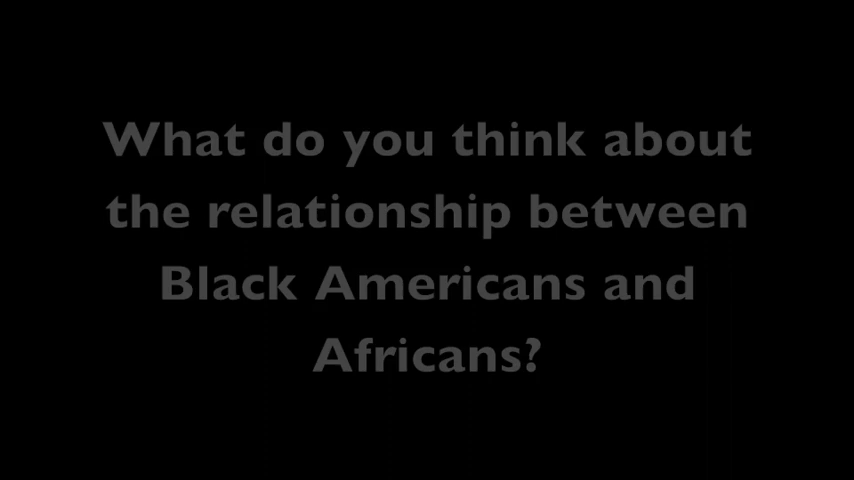 What do you think about
the relationship between
Black Americans and
Africans?